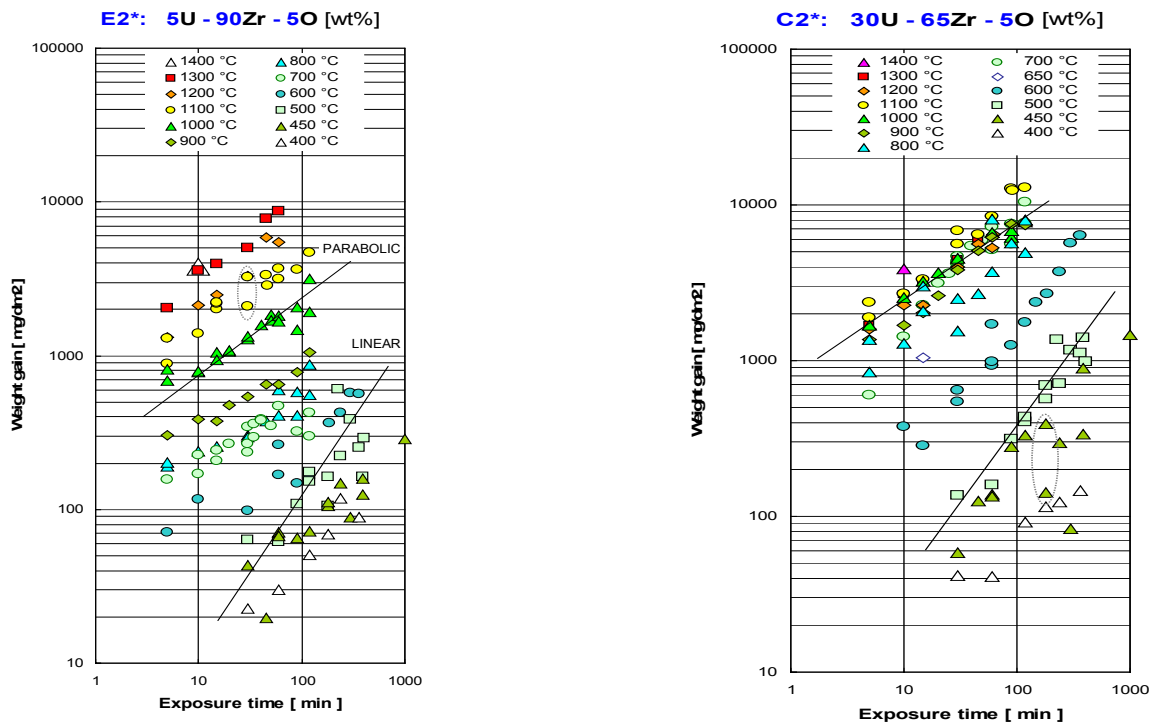 E2*: 5U - 90Zr - 5O [wt%]
100000
10000
1000
100
10
Weight gain [ mg/dm2]
1400 °C
1300 °C
1200 °C
1100 °C
1000 °C
900 °C
800 °C
700 °C
600 °C
500 °C
450 °C
400 °C
PARABOLIC
LINEAR
1 10 100 1000
Exposure time [ min ]
C2*: 30U - 65Zr - 5O [wt%]
100000
10000
1000
100
10
Weight gain [ mg/dm2]
1400 °C
1300 °C
1200 °C
1100 °C
1000 °C
900 °C
800 °C
700 °C
650 °C
600 °C
500 °C
450 °C
400 °C
1 10 100 1000
Exposure time [ min ]